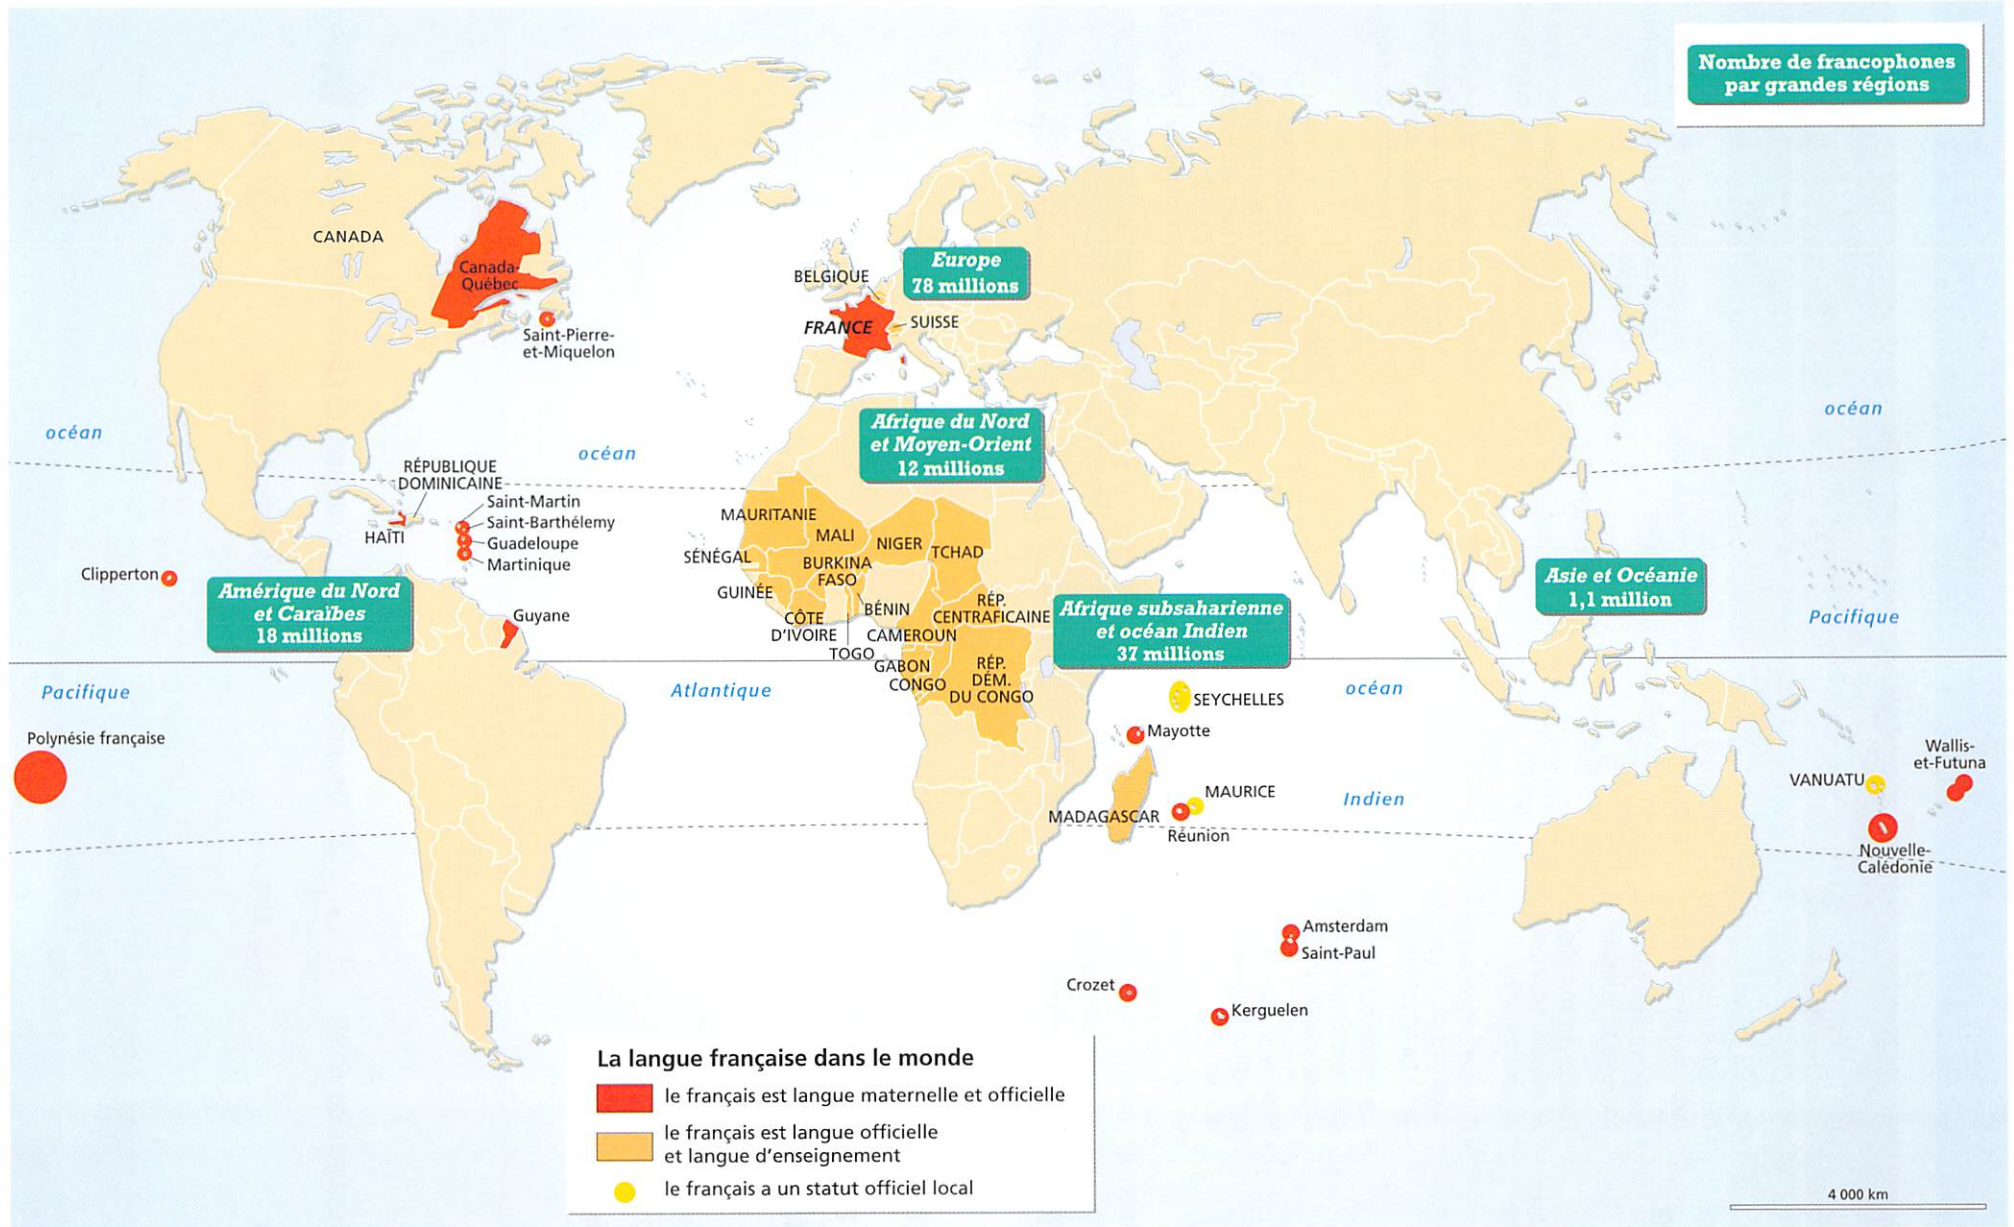 Nombre de francophones
par grandes régions
CANADA
Canada-
Québec
Saint-Pierre-
et-Miquelon
BELGIQUE
Europe
78 millions
FRANCE
SUISSE
océan
océan
océan
Afrique du Nord
et Moyen-Orient
12 millions
RÉPUBLIQUE
DOMINICAINE
Saint-Martin
Saint-Barthélemy
Guadeloupe
Martinique
HAÏTI
Clipperton
Amérique du Nord
et Caraïbes
18 millions
Guyane
MAURITANIE
MALI
NIGER
TCHAD
SÉNÉGAL
BURKINA
FASO
GUINÉE
BÉNIN
CÔTE
D'IVOIRE
TOGO
CAMEROUN
RÉP.
CENTRAFICAINE
GABON
CONGO
RÉP.
DÉM.
DU CONGO
Afrique subsaharienne
et océan Indien
37 millions
Asie et Océanie
1,1 million
Pacifique
Pacifique
Atlantique
océan
SEYCHELLES
Polynésie française
Mayotte
Wallis-
et-Futuna
VANUATU
MAURICE
Indien
MADAGASCAR
Réunion
Nouvelle-
Calédonie
Amsterdam
Saint-Paul
Crozet
Kerguelen
La langue française dans le monde
le français est langue maternelle et officielle
le français est langue officielle
et langue d'enseignement
le français a un statut officiel local
4 000 km